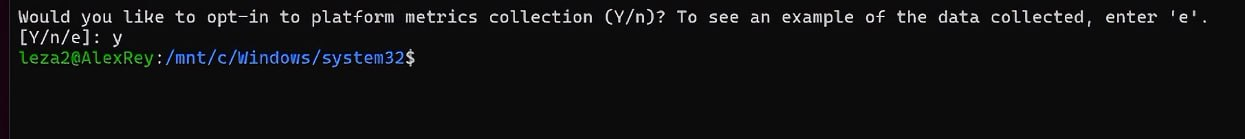 Would you like to opt-in to platform metrics collection (Y/n)? To see an example of the data collected, enter 'e'.
[Y/n/e]: y
leza2@AlexRey:/mnt/c/Windows/system32$